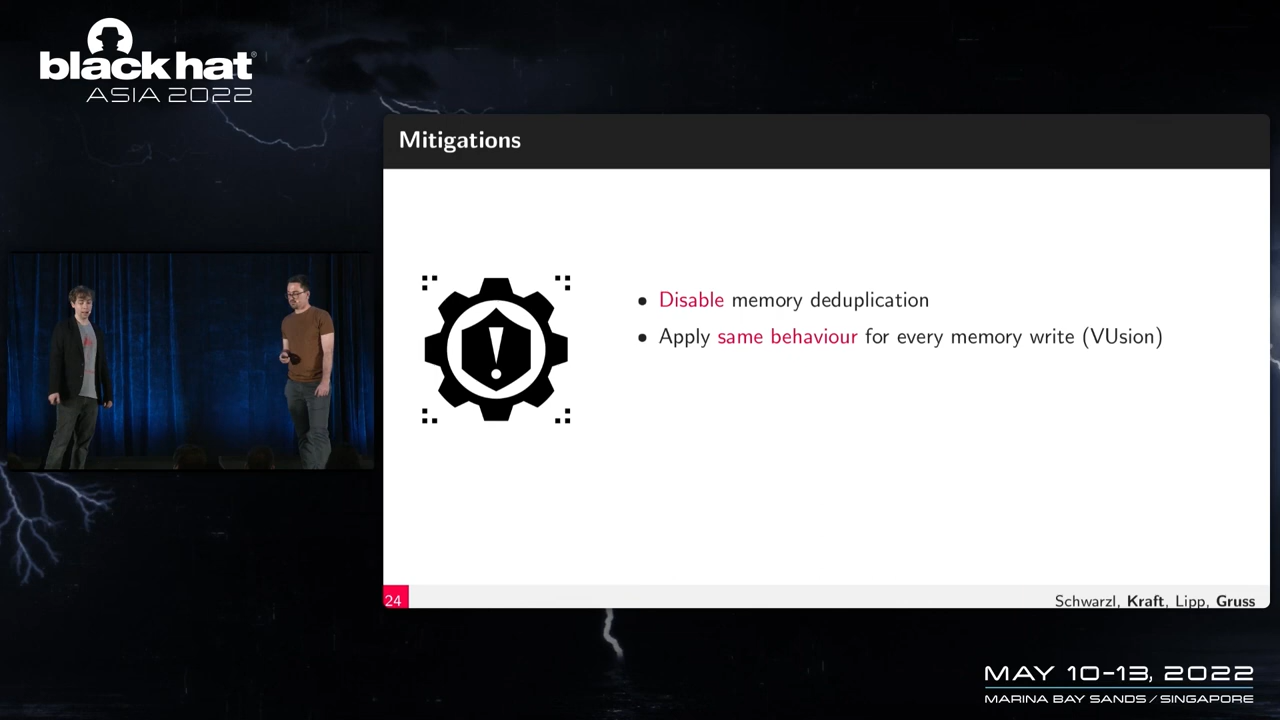 black hat®
ASIA 2022
Mitigations
• Disable memory deduplication
• Apply same behaviour for every memory write (VUsion)
24
Schwarzl, Kraft, Lipp, Gruss
MAY 10-13, 2022
MARINA BAY SANDS / SINGAPORE